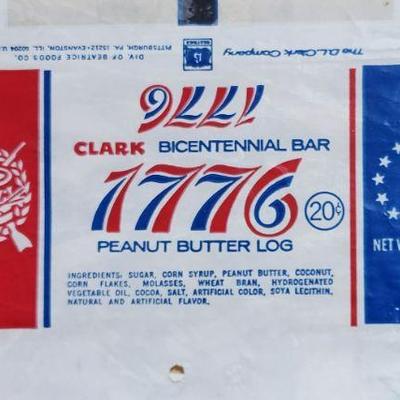 The D.L. Clark Company
DIV. OF BEATRICE FOODS CO.
PITTSBURGH, PA. 15212 • EVANSTON, ILL. 60204 U.
1776
CLARK BICENTENNIAL BAR
1776
20¢
PEANUT BUTTER LOG
NET W
INGREDIENTS: SUGAR, CORN SYRUP, PEANUT BUTTER, COCONUT,
CORN FLAKES, MOLASSES, WHEAT BRAN, HYDROGENATED
VEGETABLE OIL, COCOA, SALT, ARTIFICIAL COLOR, SOYA LECITHIN,
NATURAL AND ARTIFICIAL FLAVOR.